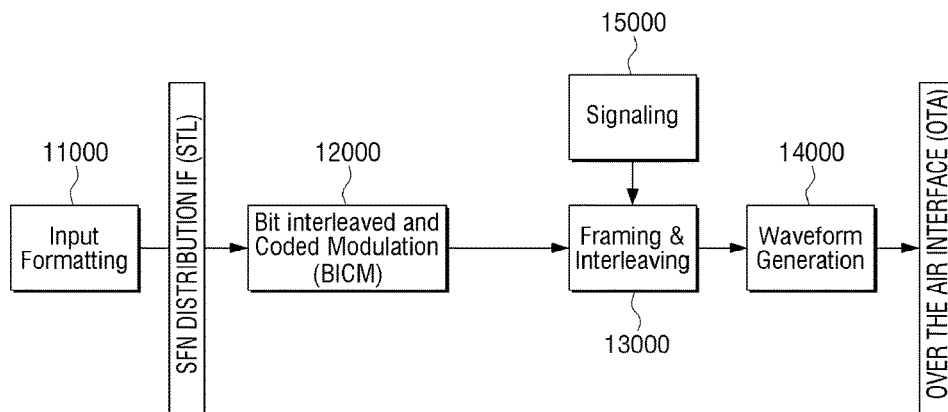 15000
Signaling
11000
Input
Formatting
SFN DISTRIBUTION IF (STL)
12000
Bit interleaved and
Coded Modulation
(BICM)
Framing &
Interleaving
13000
14000
Waveform
Generation
OVER THE AIR INTERFACE (OTA)